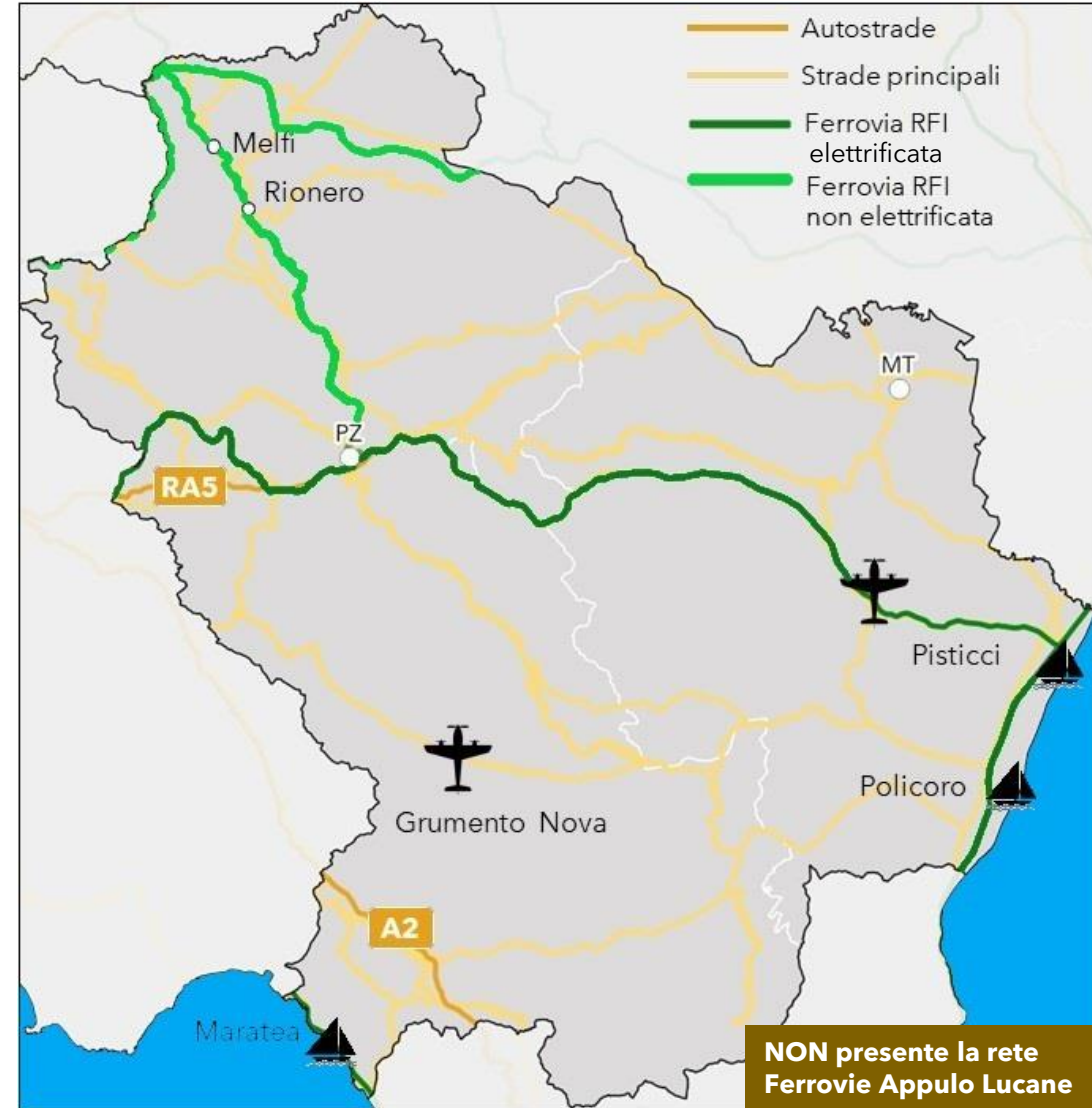 Autostrade
Strade principali
Ferrovia RFI
elettrificata
Ferrovia RFI
non elettrificata
Melfi
Rionero
MT
PZ
RA5
Pisticci
Policoro
Grumento Nova
A2
Maratea
NON presente la rete
Ferrovie Appulo Lucane